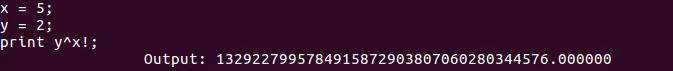 x = 5;
y = 2;
print y^x!;
Output: 1329227995784915872903807060280344576.000000